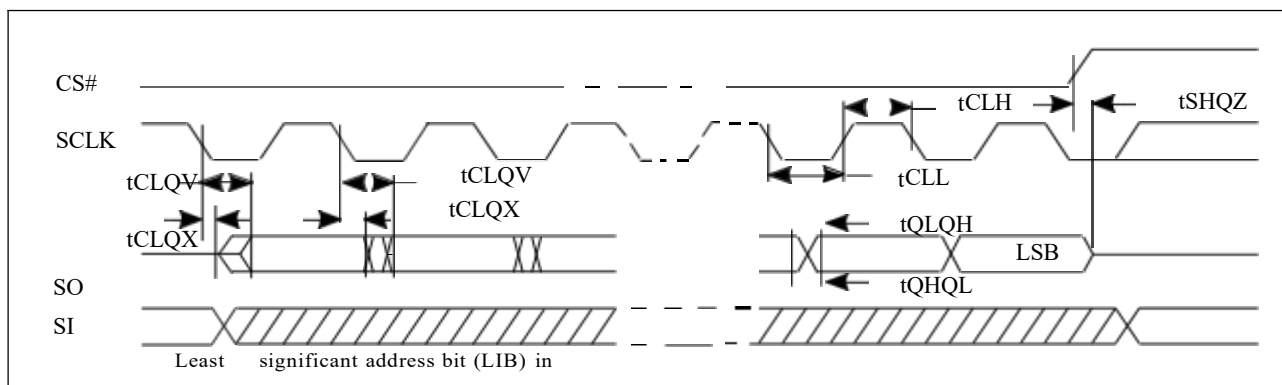 CS#
tCLH
tSHQZ
SCLK
tCLQV
tCLQV
tCLL
tCLQX
tCLQX
tQLQH
LSB
SO
tQHQL
SI
Least significant address bit (LIB) in